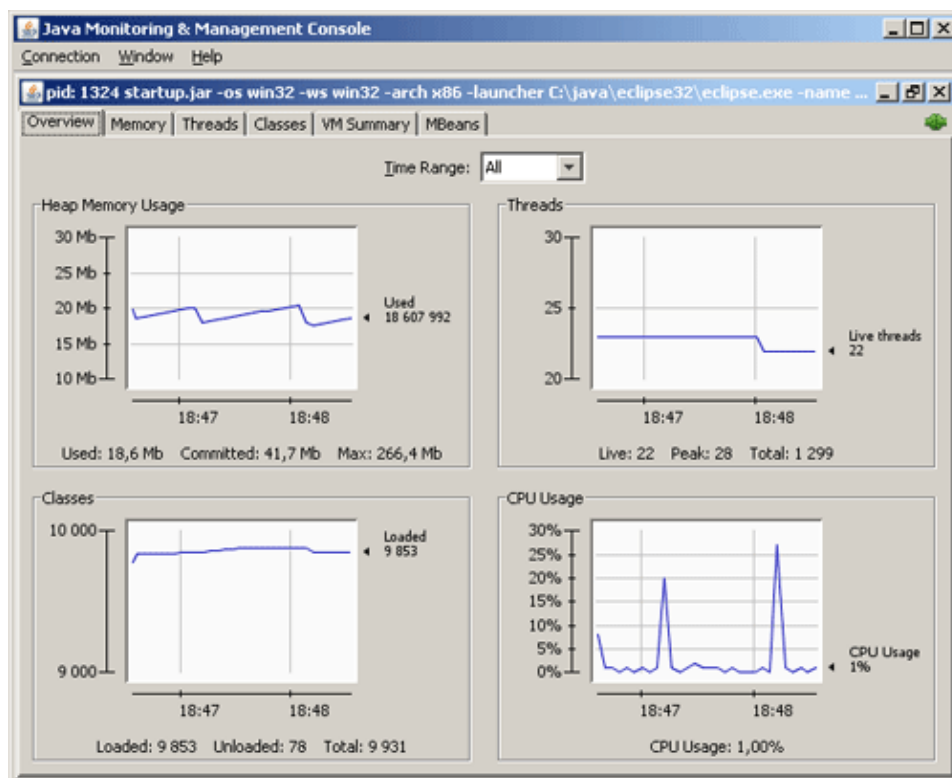 Java Monitoring & Management Console
Connection Window Help
pid: 1324 startup.jar -os win32 -ws win32 -arch x86 -launcher C:\java\eclipse32\eclipse.exe -name ...
Overview Memory Threads Classes VM Summary MBeans
Time Range: All
Heap Memory Usage
30 Mb
25 Mb
20 Mb
15 Mb
10 Mb
Used
18 607 992
18:47 18:48
Used: 18,6 Mb Committed: 41,7 Mb Max: 266,4 Mb
Threads
30
25
20
Live threads
22
18:47 18:48
Live: 22 Peak: 28 Total: 1 299
Classes
10 000
9 000
Loaded
9 853
18:47 18:48
Loaded: 9 853 Unloaded: 78 Total: 9 931
CPU Usage
30%
25%
20%
15%
10%
5%
0%
CPU Usage
1%
18:47 18:48
CPU Usage: 1,00%